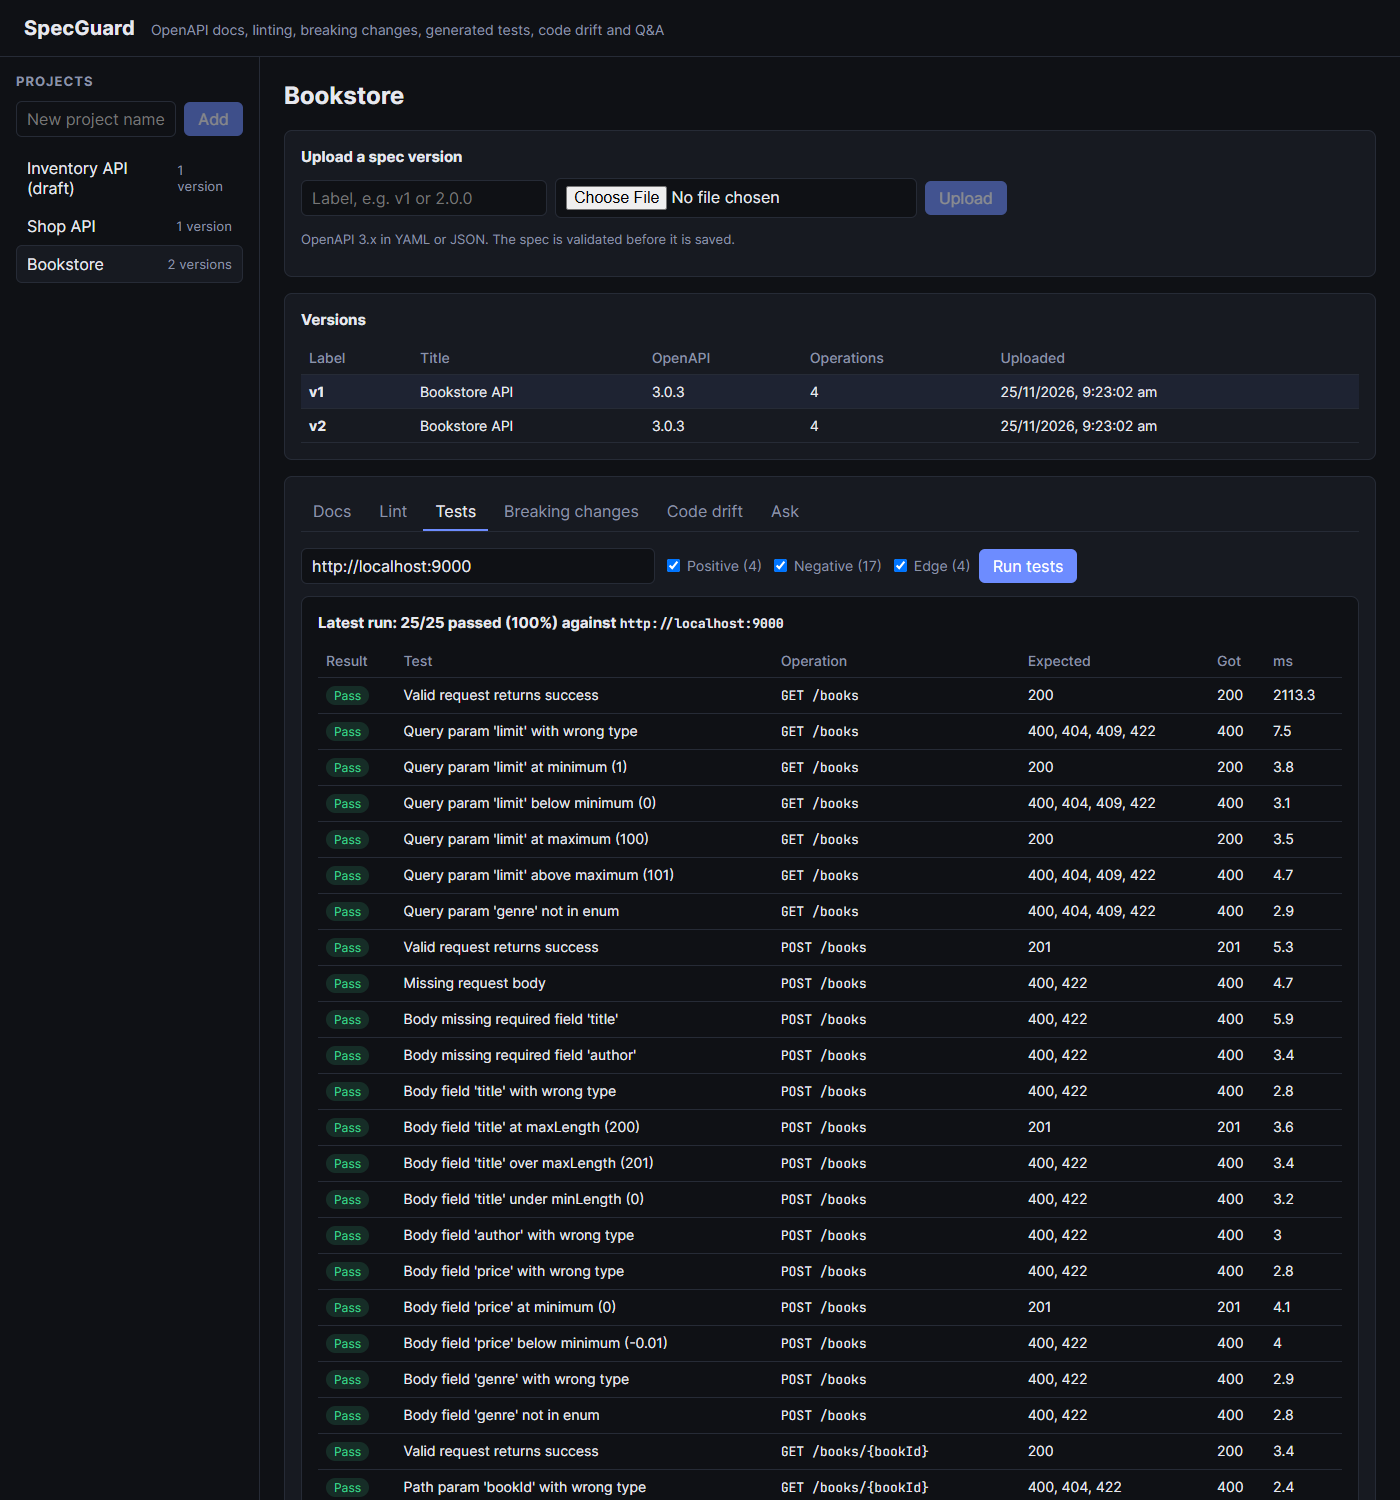 SpecGuard OpenAPI docs, linting, breaking changes, generated tests, code drift and Q&A
PROJECTS
New project name Add
Inventory API (draft) 1 version
Shop API 1 version
Bookstore 2 versions
Bookstore
Upload a spec version
Label, e.g. v1 or 2.0.0 Choose File No file chosen Upload
OpenAPI 3.x in YAML or JSON. The spec is validated before it is saved.
Versions
Label Title OpenAPI Operations Uploaded
v1 Bookstore API 3.0.3 4 25/11/2026, 9:23:02 am
v2 Bookstore API 3.0.3 4 25/11/2026, 9:23:02 am
Docs Lint Tests Breaking changes Code drift Ask
http://localhost:9000 Positive (4) Negative (17) Edge (4) Run tests
Latest run: 25/25 passed (100%) against http://localhost:9000
Result Test Operation Expected Got ms
Pass Valid request returns success GET /books 200 200 2113.3
Pass Query param 'limit' with wrong type GET /books 400, 404, 409, 422 400 7.5
Pass Query param 'limit' at minimum (1) GET /books 200 200 3.8
Pass Query param 'limit' below minimum (0) GET /books 400, 404, 409, 422 400 3.1
Pass Query param 'limit' at maximum (100) GET /books 200 200 3.5
Pass Query param 'limit' above maximum (101) GET /books 400, 404, 409, 422 400 4.7
Pass Query param 'genre' not in enum GET /books 400, 404, 409, 422 400 2.9
Pass Valid request returns success POST /books 201 201 5.3
Pass Missing request body POST /books 400, 422 400 4.7
Pass Body missing required field 'title' POST /books 400, 422 400 5.9
Pass Body missing required field 'author' POST /books 400, 422 400 3.4
Pass Body field 'title' with wrong type POST /books 400, 422 400 2.8
Pass Body field 'title' at maxLength (200) POST /books 201 201 3.6
Pass Body field 'title' over maxLength (201) POST /books 400, 422 400 3.4
Pass Body field 'title' under minLength (0) POST /books 400, 422 400 3.2
Pass Body field 'author' with wrong type POST /books 400, 422 400 3
Pass Body field 'price' with wrong type POST /books 400, 422 400 2.8
Pass Body field 'price' at minimum (0) POST /books 201 201 4.1
Pass Body field 'price' below minimum (-0.01) POST /books 400, 422 400 4
Pass Body field 'genre' with wrong type POST /books 400, 422 400 2.9
Pass Body field 'genre' not in enum POST /books 400, 422 400 2.8
Pass Valid request returns success GET /books/{bookId} 200 200 3.4
Pass Path param 'bookId' with wrong type GET /books/{bookId} 400, 404, 422 400 2.4